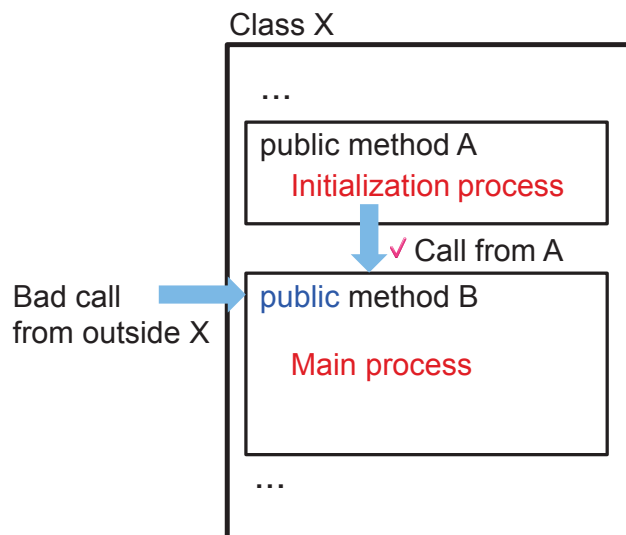 Class X
...
public method A
Initialization process
✓ Call from A
Bad call
from outside X
public method B
Main process
...